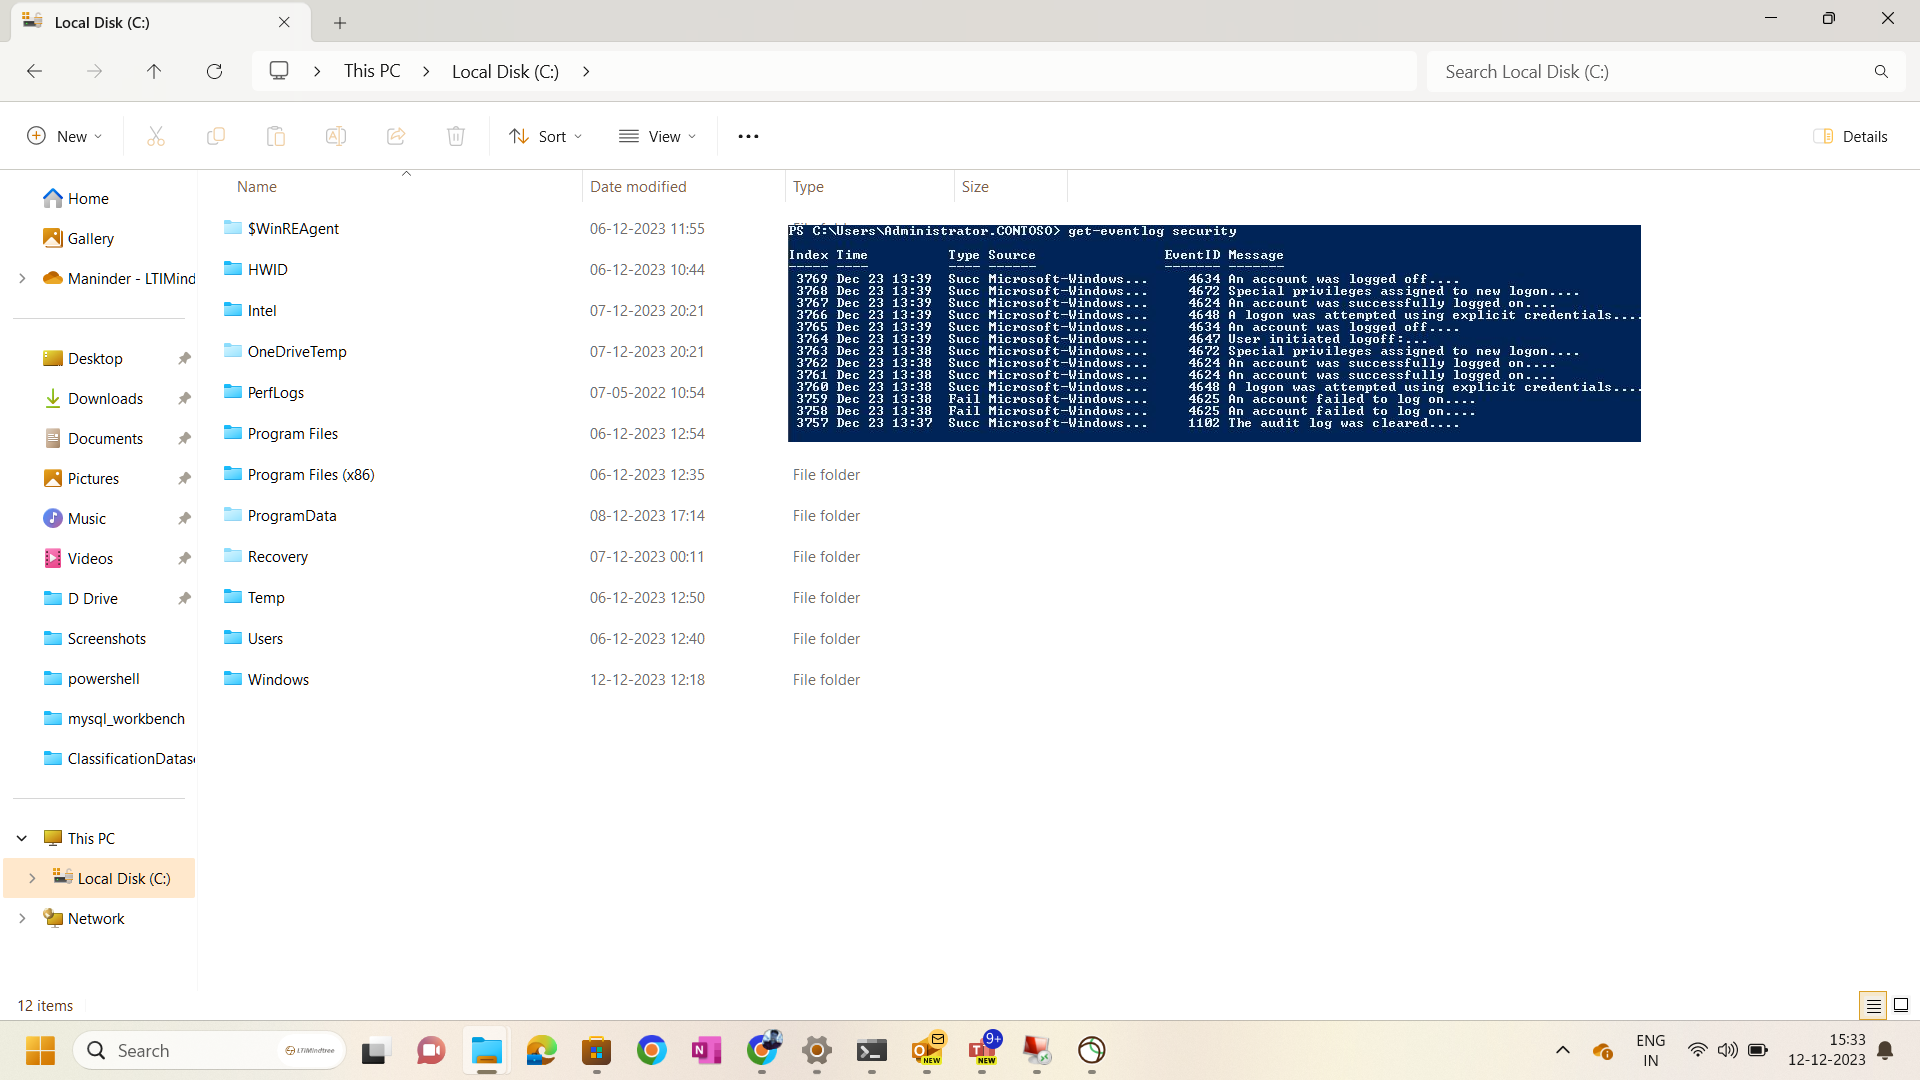 Local Disk (C:)
This PC
Local Disk (C:)
Search Local Disk (C:)
New
Sort
View
Details
Name
Date modified
Type
Size
Home
Gallery
Maninder - LTIMind
Desktop
Downloads
Documents
Pictures
Music
Videos
D Drive
Screenshots
powershell
mysql_workbench
ClassificationDatas
This PC
Local Disk (C:)
Network
$WinREAgent 06-12-2023 11:55
HWID 06-12-2023 10:44
Intel 07-12-2023 20:21
OneDriveTemp 07-12-2023 20:21
PerfLogs 07-05-2022 10:54
Program Files 06-12-2023 12:54
Program Files (x86) 06-12-2023 12:35 File folder
ProgramData 08-12-2023 17:14 File folder
Recovery 07-12-2023 00:11 File folder
Temp 06-12-2023 12:50 File folder
Users 06-12-2023 12:40 File folder
Windows 12-12-2023 12:18 File folder
PS C:\Users\Administrator.CONTOSO> get-eventlog security
Index Time Type Source EventID Message
----- ---- ---- ------ ------- -------
3769 Dec 23 13:39 Succ Microsoft-Windows... 4634 An account was logged off....
3768 Dec 23 13:39 Succ Microsoft-Windows... 4672 Special privileges assigned to new logon....
3767 Dec 23 13:39 Succ Microsoft-Windows... 4624 An account was successfully logged on....
3766 Dec 23 13:39 Succ Microsoft-Windows... 4648 A logon was attempted using explicit credentials....
3765 Dec 23 13:39 Succ Microsoft-Windows... 4634 An account was logged off....
3764 Dec 23 13:39 Succ Microsoft-Windows... 4647 User initiated logoff:...
3763 Dec 23 13:38 Succ Microsoft-Windows... 4672 Special privileges assigned to new logon....
3762 Dec 23 13:38 Succ Microsoft-Windows... 4624 An account was successfully logged on....
3761 Dec 23 13:38 Succ Microsoft-Windows... 4624 An account was successfully logged on....
3760 Dec 23 13:38 Succ Microsoft-Windows... 4648 A logon was attempted using explicit credentials....
3759 Dec 23 13:38 Fail Microsoft-Windows... 4625 An account failed to log on....
3758 Dec 23 13:38 Fail Microsoft-Windows... 4625 An account failed to log on....
3757 Dec 23 13:37 Succ Microsoft-Windows... 1102 The audit log was cleared....
12 items
Search
LTIMindtree
NEW
9+
NEW
ENG
IN
15:33
12-12-2023